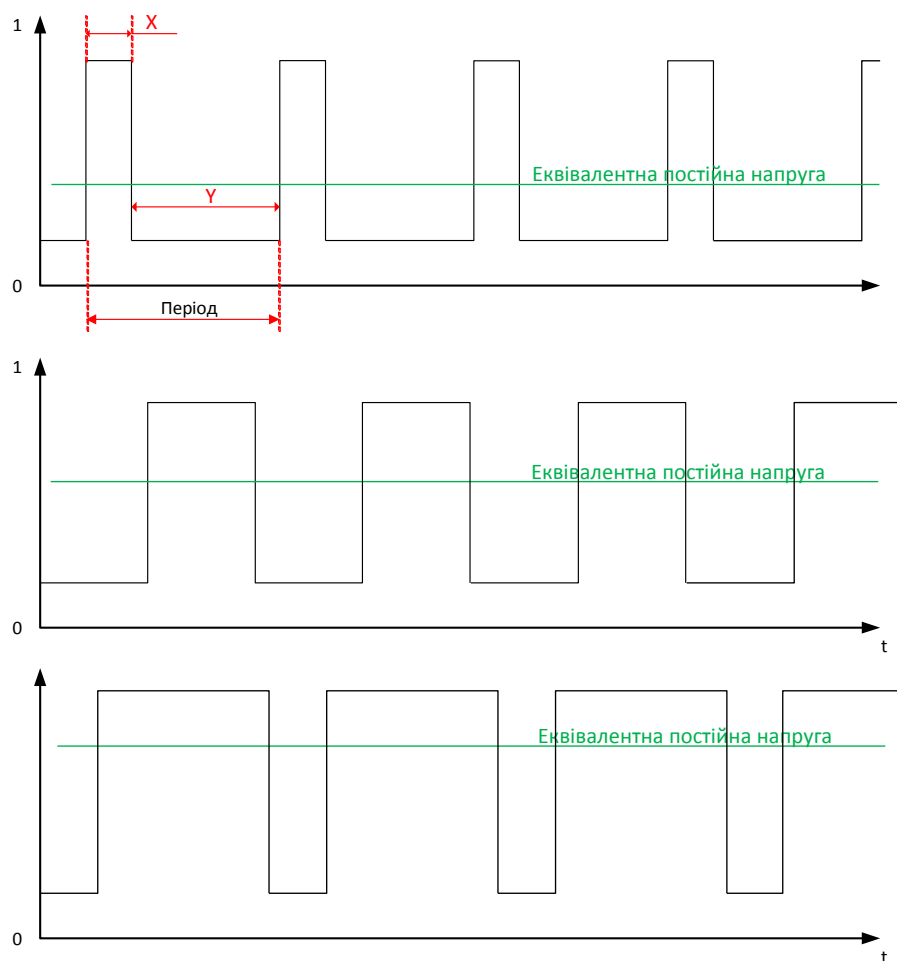 1
X
Еквівалентна постійна напруга
Y
0
Період
1
Еквівалентна постійна напруга
0
t
Еквівалентна постійна напруга
0
t